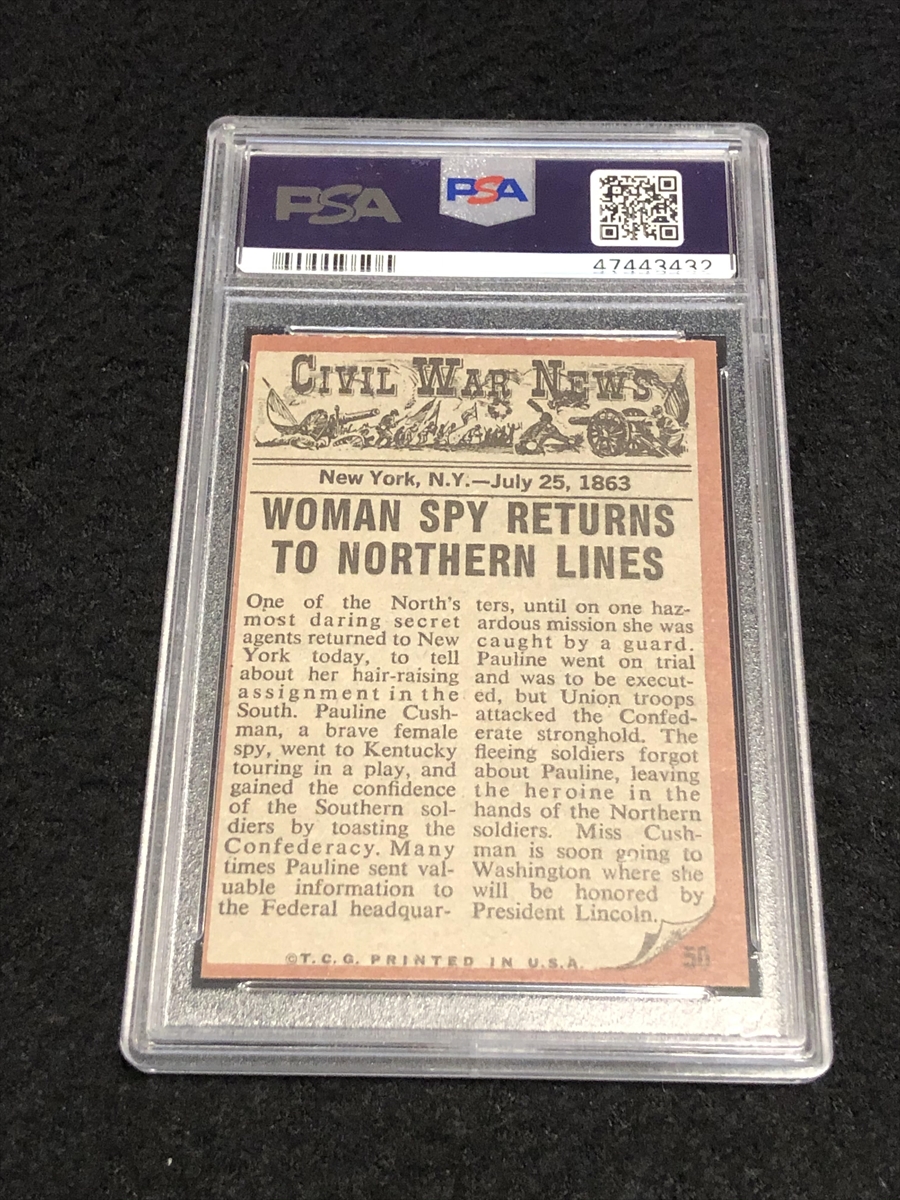 PSA
PSA
47443432
CIVIL WAR NEWS
New York, N.Y.—July 25, 1863
WOMAN SPY RETURNS
TO NORTHERN LINES
One of the North's
most daring secret
agents returned to New
York today, to tell
about her hair-raising
assignment in the
South. Pauline Cush-
man, a brave female
spy, went to Kentucky
touring in a play, and
gained the confidence
of the Southern sol-
diers by toasting the
Confederacy. Many
times Pauline sent val-
uable information to
the Federal headquar-
ters, until on one haz-
ardous mission she was
caught by a guard.
Pauline went on trial
and was to be execut-
ed, but Union troops
attacked the Confed-
erate stronghold. The
fleeing soldiers forgot
about Pauline, leaving
the heroine in the
hands of the Northern
soldiers. Miss Cush-
man is soon going to
Washington where she
will be honored by
President Lincoln.
©T.C.G. PRINTED IN U.S.A.
50